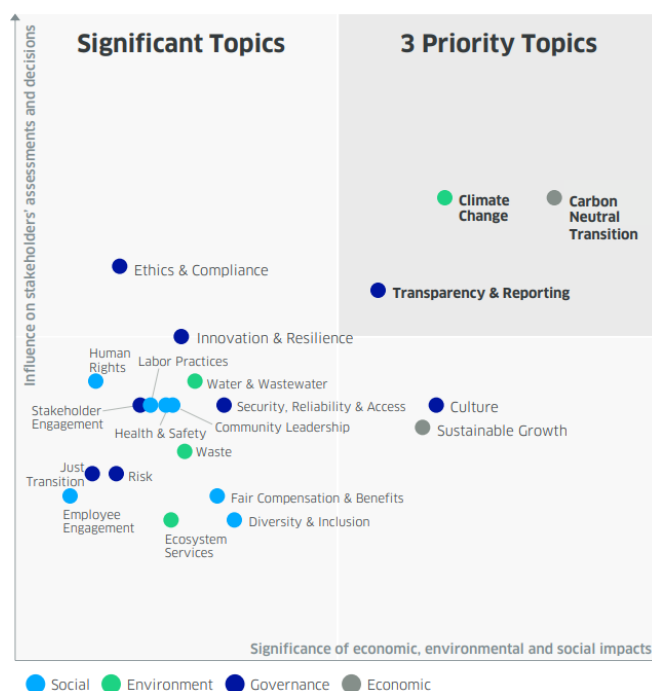 Significant Topics
3 Priority Topics
Influence on stakeholders' assessments and decisions
Climate
Change
Carbon
Neutral
Transition
Ethics & Compliance
Transparency & Reporting
Innovation & Resilience
Human
Rights
Labor Practices
Water & Wastewater
Stakeholder
Engagement
Security, Reliability & Access
Culture
Health & Safety
Community Leadership
Sustainable Growth
Waste
Just
Transition
Risk
Employee
Engagement
Fair Compensation & Benefits
Diversity & Inclusion
Ecosystem
Services
Significance of economic, environmental and social impacts
Social
Environment
Governance
Economic